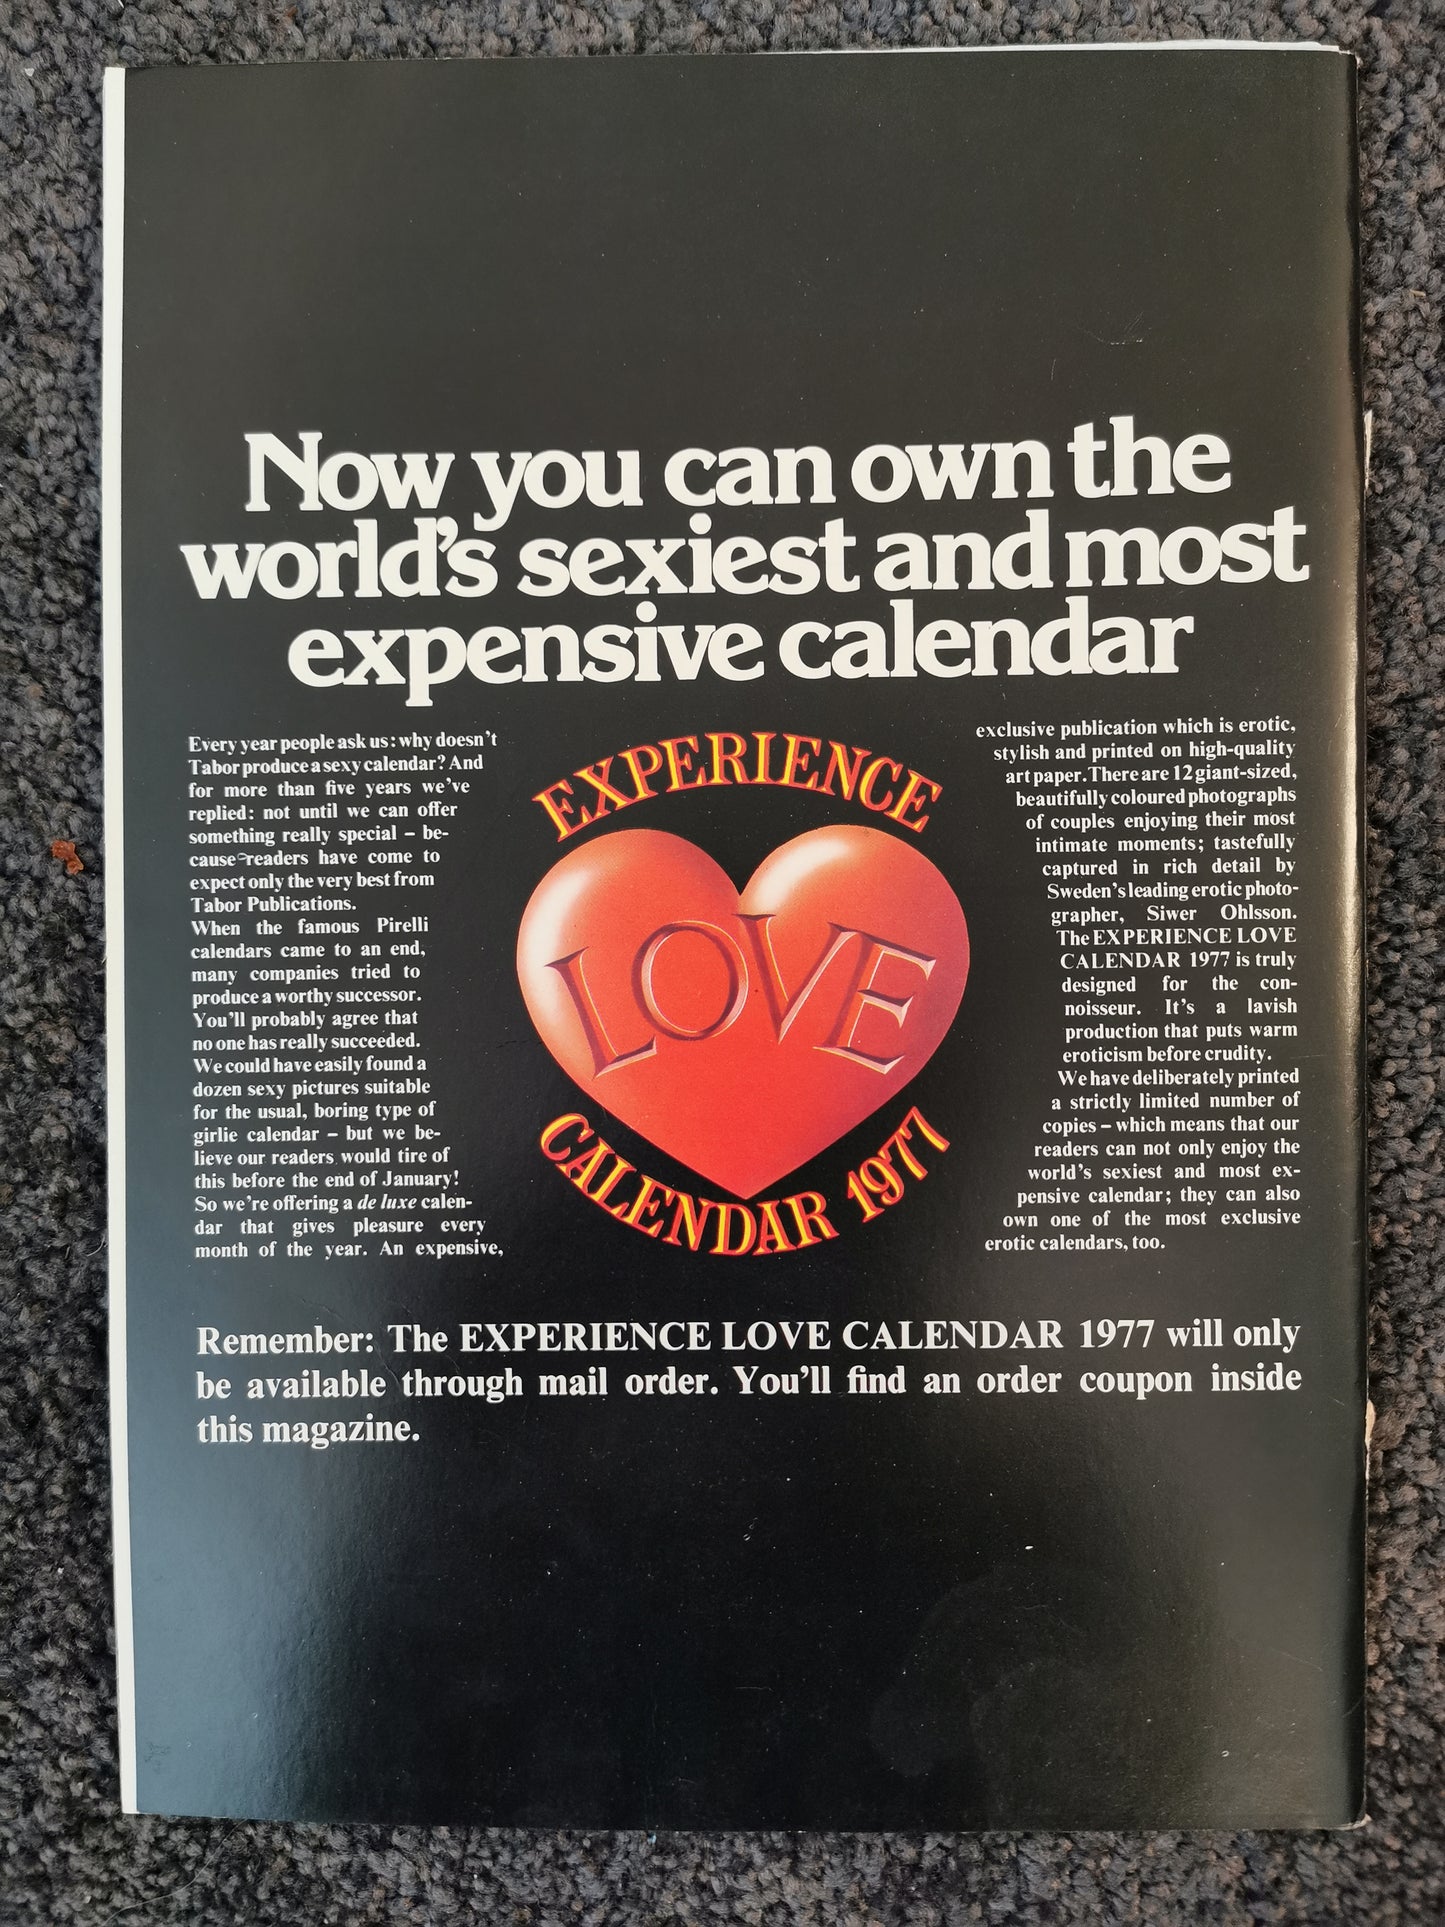 Now you can own the
world's sexiest and most
expensive calendar
Every year people ask us: why doesn't
Tabor produce a sexy calendar? And
for more than five years we've
replied: not until we can offer
something really special – be-
cause readers have come to
expect only the very best from
Tabor Publications.
When the famous Pirelli
calendars came to an end,
many companies tried to
produce a worthy successor.
You'll probably agree that
no one has really succeeded.
We could have easily found a
dozen sexy pictures suitable
for the usual, boring type of
girlie calendar – but we be-
lieve our readers would tire of
this before the end of January!
So we're offering a de luxe calen-
dar that gives pleasure every
month of the year. An expensive,
EXPERIENCE
LOVE
CALENDAR 1977
exclusive publication which is erotic,
stylish and printed on high-quality
art paper. There are 12 giant-sized,
beautifully coloured photographs
of couples enjoying their most
intimate moments; tastefully
captured in rich detail by
Sweden's leading erotic photo-
grapher, Siwer Ohlsson.
The EXPERIENCE LOVE
CALENDAR 1977 is truly
designed for the con-
noisseur. It's a lavish
production that puts warm
eroticism before crudity.
We have deliberately printed
a strictly limited number of
copies – which means that our
readers can not only enjoy the
world's sexiest and most ex-
pensive calendar; they can also
own one of the most exclusive
erotic calendars, too.
Remember: The EXPERIENCE LOVE CALENDAR 1977 will only
be available through mail order. You'll find an order coupon inside
this magazine.